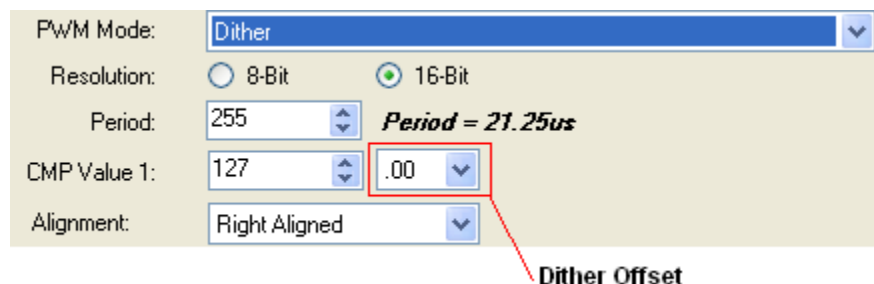 PWM Mode: Dither
Resolution: 8-Bit 16-Bit
Period: 255 Period = 21.25us
CMP Value 1: 127 .00
Alignment: Right Aligned
Dither Offset